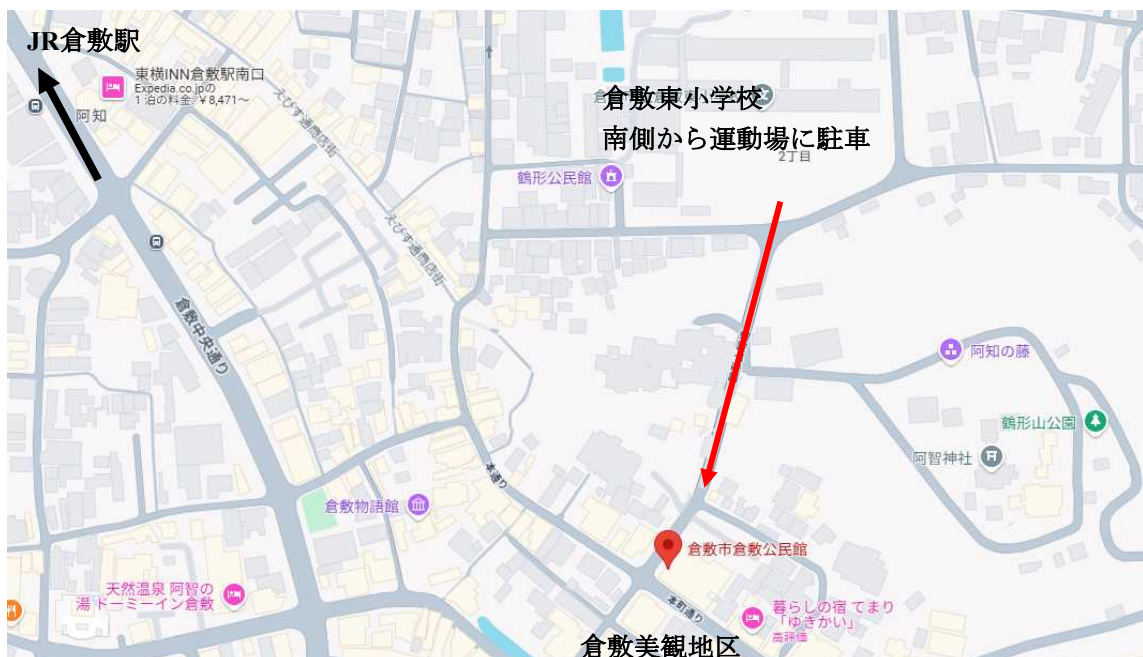 JR倉敷駅
東横INN倉敷駅南口
Expedia.co.jpの
1 泊の料金: ￥8,471～
阿知
えびす通商店街
えびす通商店街
倉敷東小学校
南側から運動場に駐車
2丁目
鶴形公民館
倉敷中央通り
阿知の藤
鶴形山公園
阿智神社
本通り
倉敷物語館
倉敷市倉敷公民館
天然温泉 阿智の
湯 ドーミーイン倉敷
本町通り
暮らしの宿 てまり
「ゆきかい」
高評価
倉敷美観地区